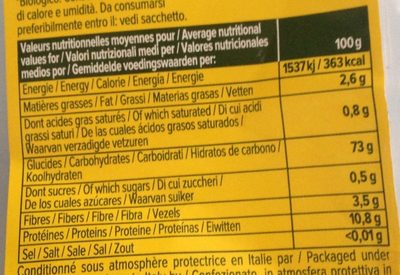 Biologico.
di calore e umidità. Da consumarsi
preferibilmente entro il: vedi sacchetto.
Valeurs nutritionnelles moyennes pour / Average nutritional
values for / Valori nutrizionali medi per / Valores nutricionales
medios por / Gemiddelde voedingswaarden per: 100g
Energie / Energy / Calorie / Energía / Energie 1537 kj / 363 kcal
Matières grasses / Fat / Grassi / Materias grasas / Vetten 2,6 g
Dont acides gras saturés / Of which saturated / Di cui acidi
grassi saturi / De las cuales ácidos grasos saturados /
Waarvan verzadigde vetzuren 0,8 g
Glucides / Carbohydrates / Carboidrati / Hidratos de carbono /
Koolhydraten 73 g
Dont sucres / Of which sugars / Di cui zuccheri /
De los cuales azúcares / Waarvan suiker 0,5 g
Fibres / Fibers / Fibre / Fibra / Vezels 3,5 g
Protéines / Proteins / Proteine / Proteínas / Eiwitten 10,8 g
Sel / Salt / Sale / Sal / Zout <0,01 g
Conditionné sous atmosphère protectrice en Italie par / Packaged under
Confezionato in atmosfera protettiva in